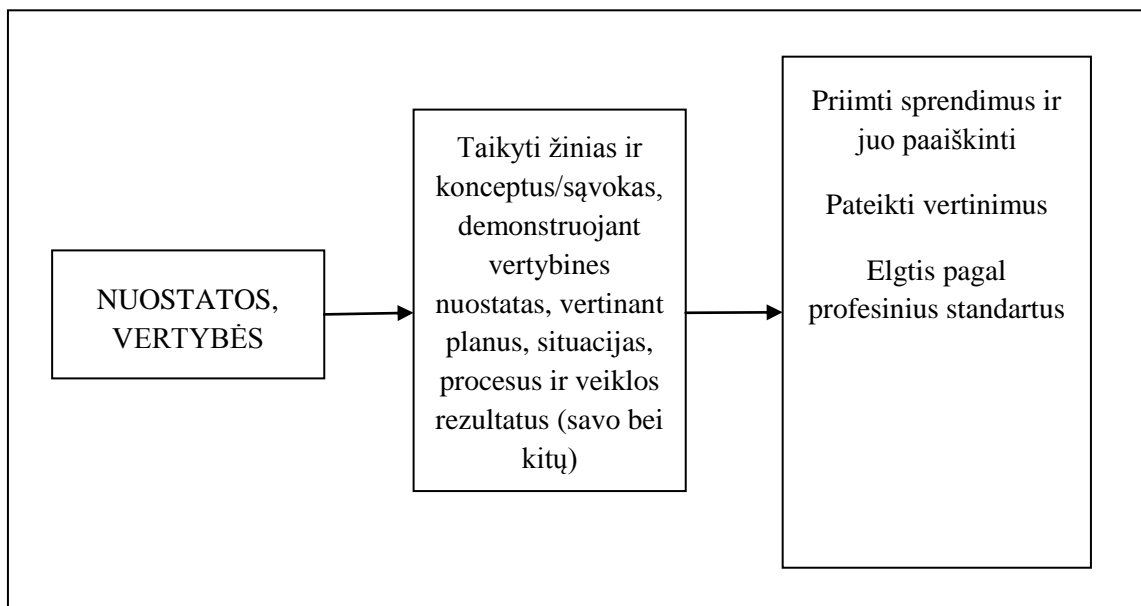 NUOSTATOS,
VERTYBĖS
Taikyti žinias ir
konceptus/sąvokas,
demonstruojant
vertybines
nuostatas, vertinant
planus, situacijas,
procesus ir veiklos
rezultatus (savo bei
kitų)
Priimti sprendimus ir
juo paaiškinti
Pateikti vertinimus
Elgtis pagal
profesinius standartus